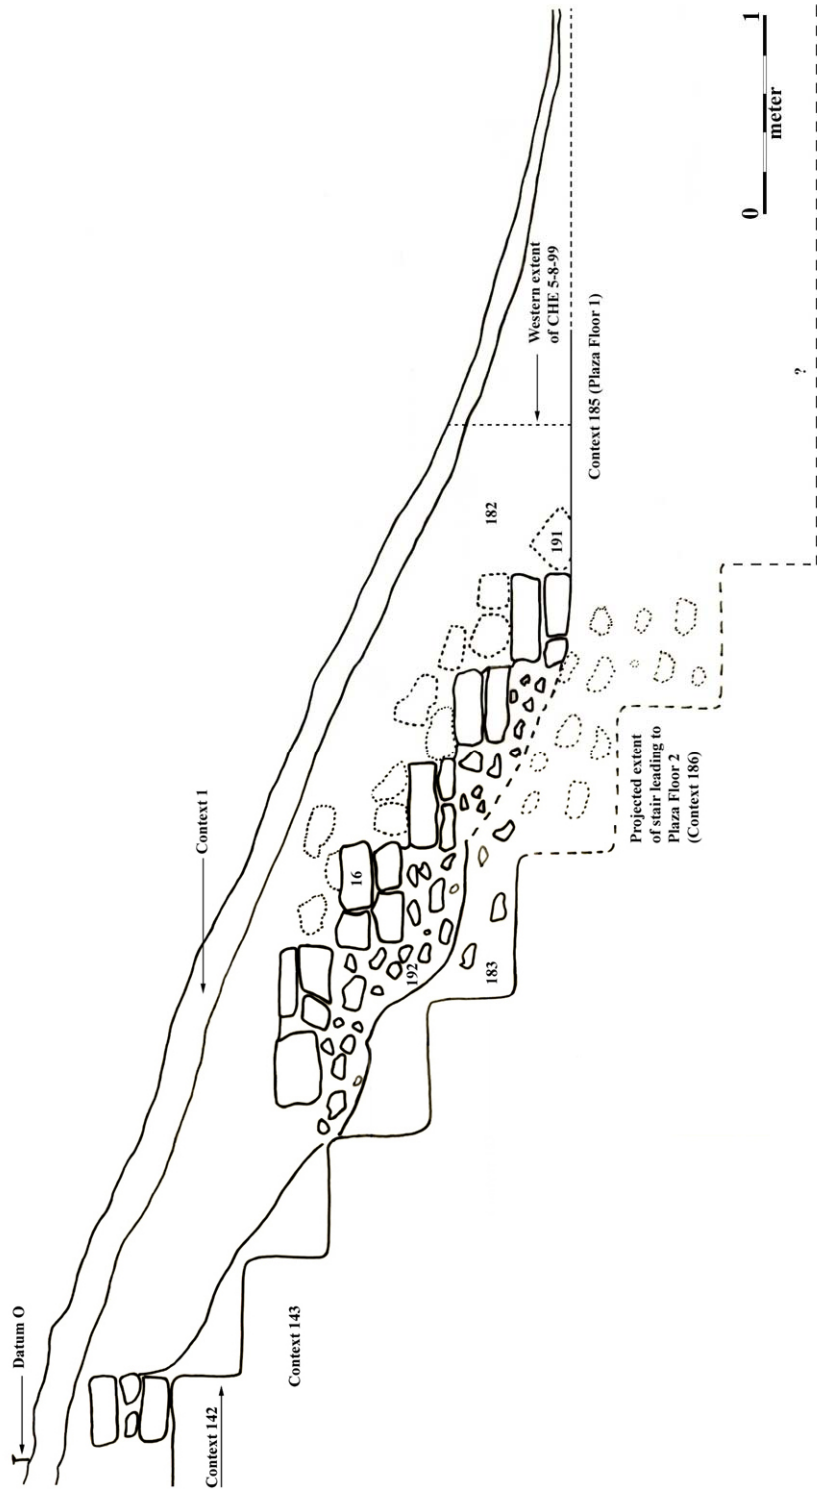 Datum O
Context 1
Context 142
Context 143
16
192
183
182
191
Western extent
of CHE 5-8-99
Context 185 (Plaza Floor 1)
Projected extent
of stair leading to
Plaza Floor 2
(Context 186)
?
0 1
meter